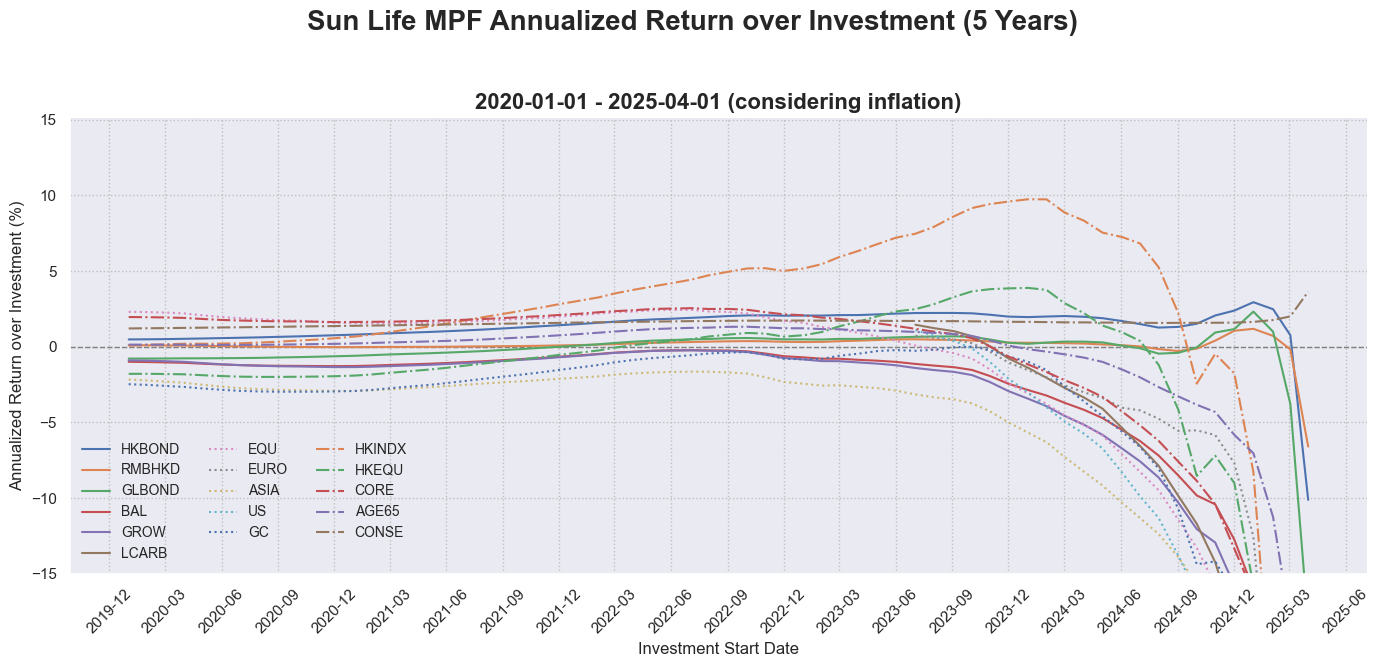 Sun Life MPF Annualized Return over Investment (5 Years)
2020-01-01 - 2025-04-01 (considering inflation)
Annualized Return over Investment (%)
15
10
5
0
−5
−10
−15
HKBOND
RMBHKD
GLBOND
BAL
GROW
LCARB
EQU
EURO
ASIA
US
GC
HKINDX
HKEQU
CORE
AGE65
CONSE
2019-12
2020-03
2020-06
2020-09
2020-12
2021-03
2021-06
2021-09
2021-12
2022-03
2022-06
2022-09
2022-12
2023-03
2023-06
2023-09
2023-12
2024-03
2024-06
2024-09
2024-12
2025-03
2025-06
Investment Start Date